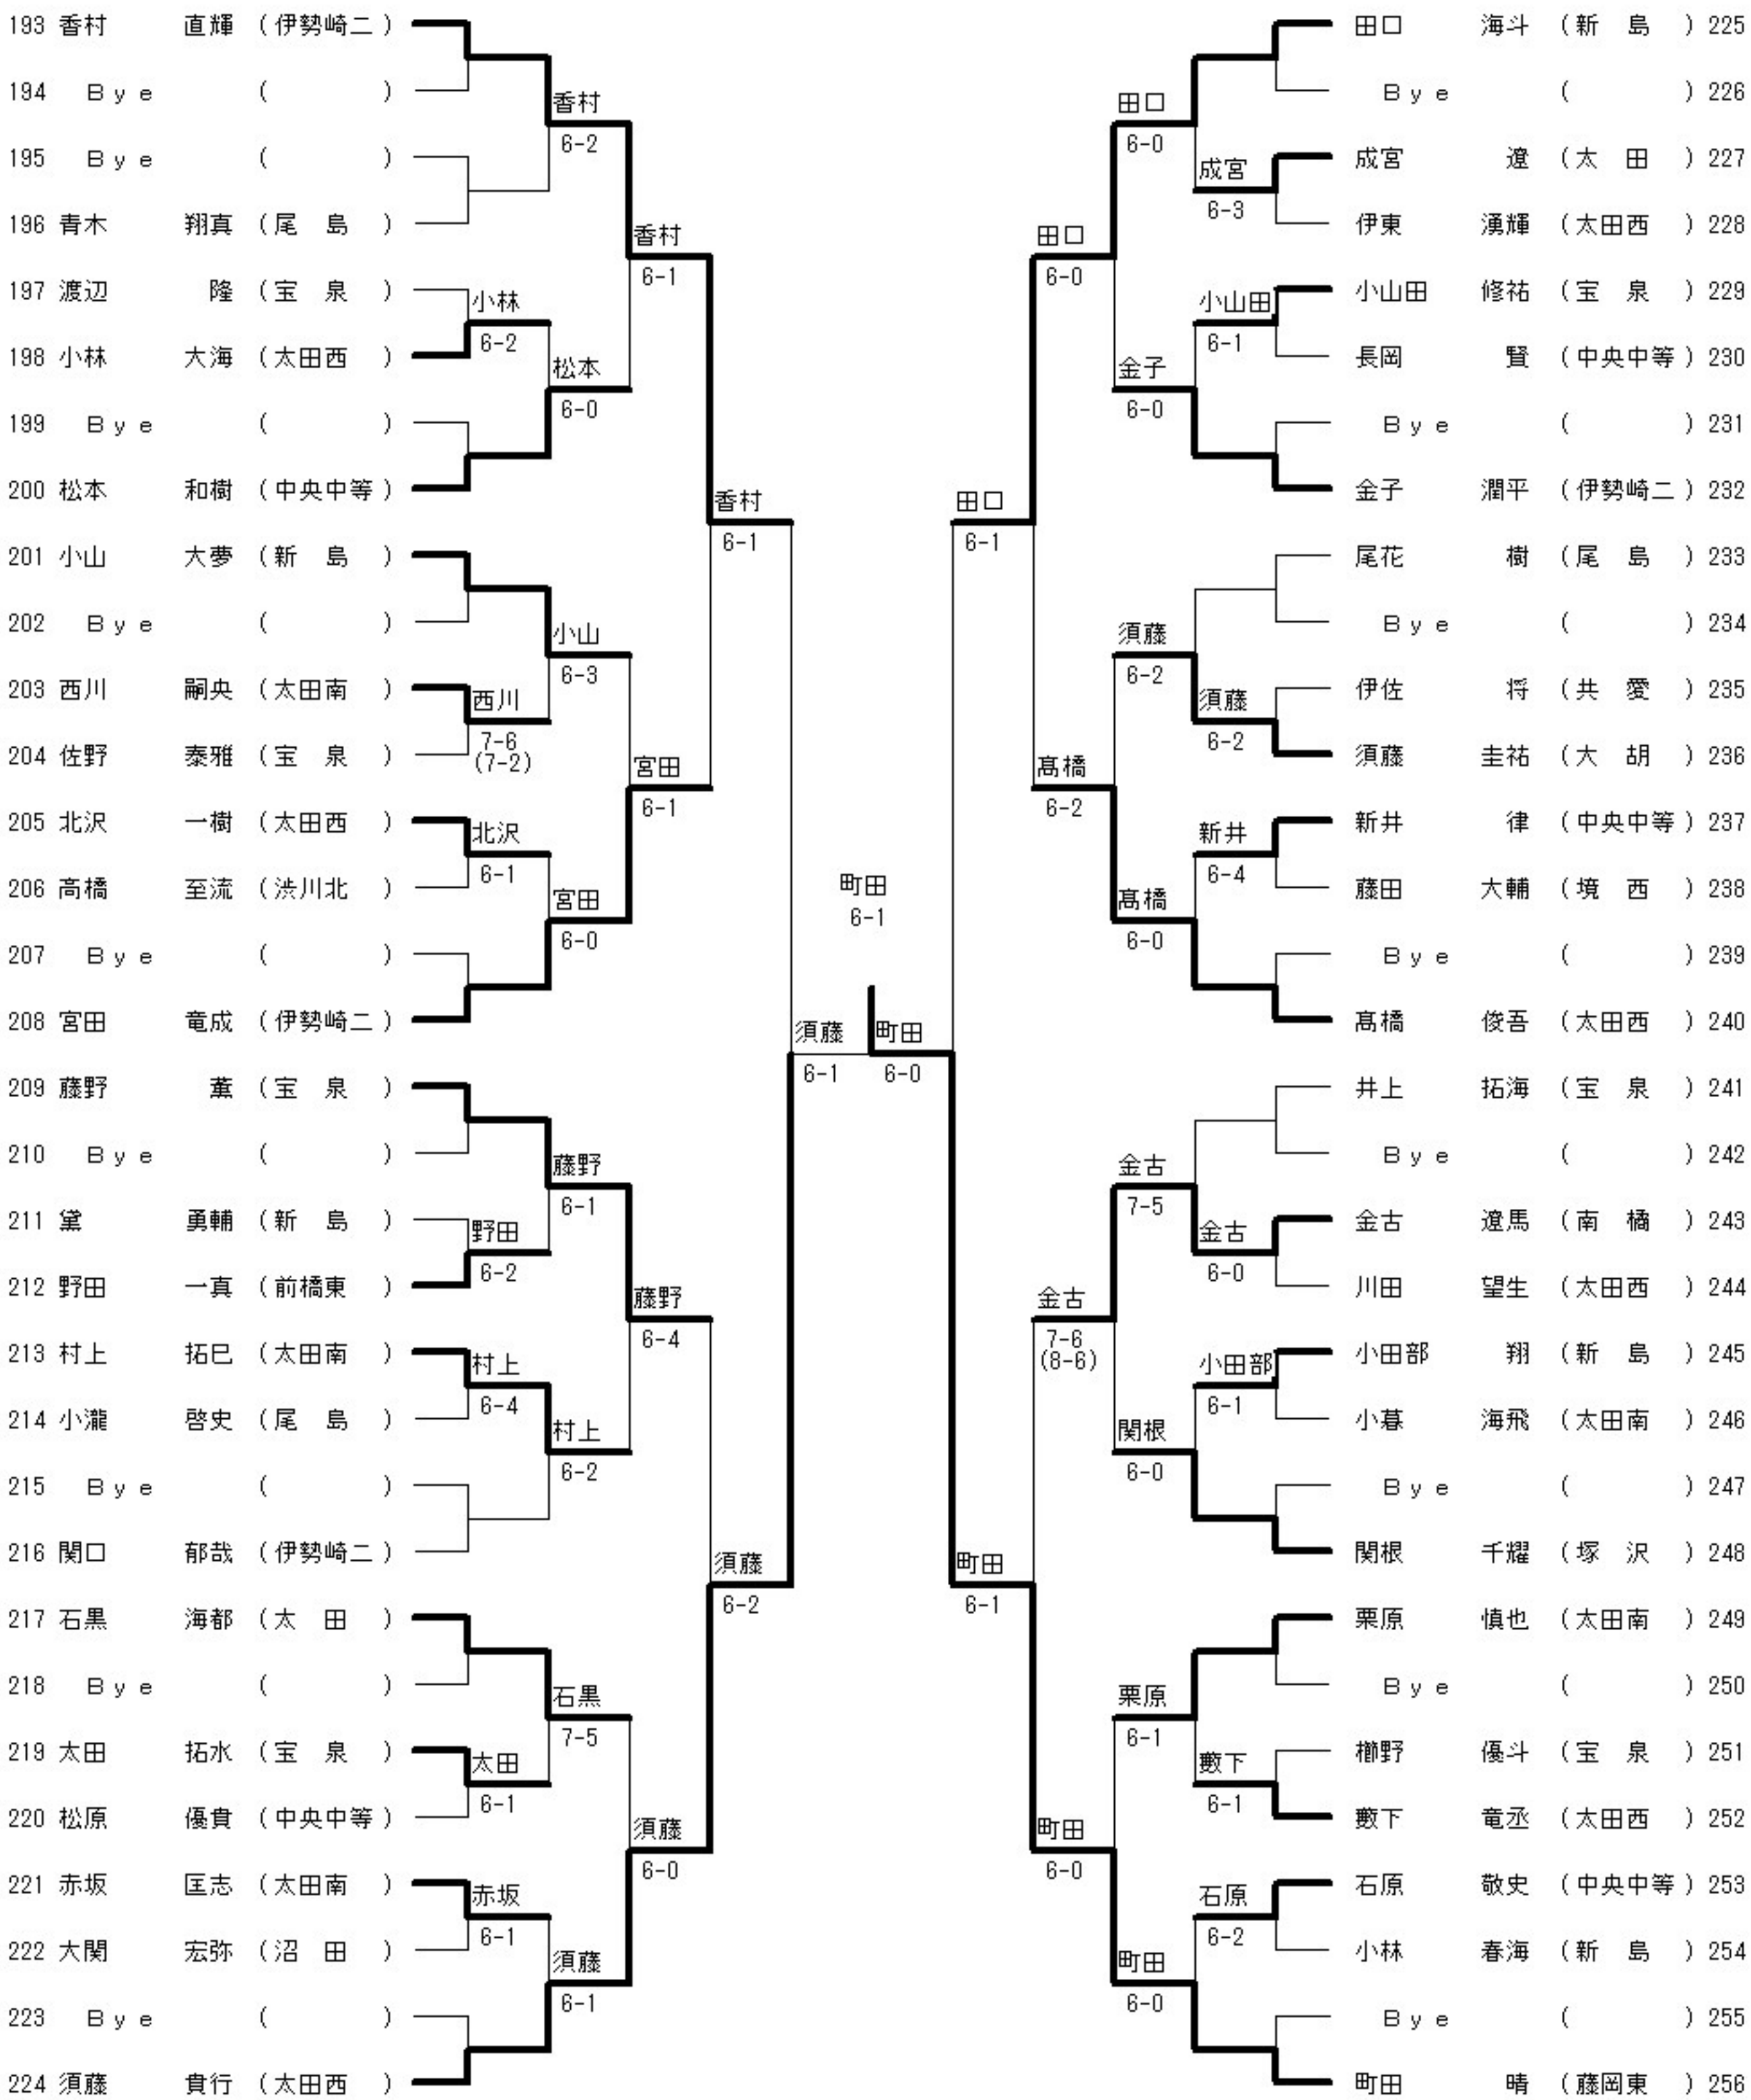 193 香村 直輝 (伊勢崎二)
194 Bye ( )
195 Bye ( )
196 青木 翔真 (尾 島)
197 渡辺 隆 (宝 泉)
198 小林 大海 (太田西)
199 Bye ( )
200 松本 和樹 (中央中等)
201 小山 大夢 (新 島)
202 Bye ( )
203 西川 嗣央 (太田南)
204 佐野 泰雅 (宝 泉)
205 北沢 一樹 (太田西)
206 高橋 至流 (渋川北)
207 Bye ( )
208 宮田 竜成 (伊勢崎二)
209 藤野 薫 (宝 泉)
210 Bye ( )
211 黛 勇輔 (新 島)
212 野田 一真 (前橋東)
213 村上 拓巳 (太田南)
214 小瀧 啓史 (尾 島)
215 Bye ( )
216 関口 郁哉 (伊勢崎二)
217 石黒 海都 (太 田)
218 Bye ( )
219 太田 拓水 (宝 泉)
220 松原 優貴 (中央中等)
221 赤坂 匡志 (太田南)
222 大関 宏弥 (沼 田)
223 Bye ( )
224 須藤 貴行 (太田西)
小林
6-2
西川
7-6
(7-2)
北沢
6-1
野田
6-2
村上
6-4
太田
6-1
赤坂
6-1
香村
6-2
松本
6-0
小山
6-3
宮田
6-0
藤野
6-1
村上
6-2
石黒
7-5
須藤
6-1
香村
6-1
宮田
6-1
藤野
6-4
須藤
6-0
香村
6-1
須藤
6-2
須藤
6-1
町田
6-1
町田
6-0
田口
6-1
町田
6-1
田口
6-0
髙橋
6-2
金古
7-6
(8-6)
町田
6-0
田口
6-0
金子
6-0
須藤
6-2
髙橋
6-0
金古
7-5
関根
6-0
栗原
6-1
町田
6-0
成宮
6-3
小山田
6-1
須藤
6-2
新井
6-4
金古
6-0
小田部
6-1
藪下
6-1
石原
6-2
田口 海斗 (新 島) 225
Bye ( ) 226
成宮 遼 (太 田) 227
伊東 湧輝 (太田西) 228
小山田 修祐 (宝 泉) 229
長岡 賢 (中央中等) 230
Bye ( ) 231
金子 潤平 (伊勢崎二) 232
尾花 樹 (尾 島) 233
Bye ( ) 234
伊佐 将 (共 愛) 235
須藤 圭祐 (大 胡) 236
新井 律 (中央中等) 237
藤田 大輔 (境 西) 238
Bye ( ) 239
髙橋 俊吾 (太田西) 240
井上 拓海 (宝 泉) 241
Bye ( ) 242
金古 遼馬 (南 橘) 243
川田 望生 (太田西) 244
小田部 翔 (新 島) 245
小暮 海飛 (太田南) 246
Bye ( ) 247
関根 千耀 (塚 沢) 248
栗原 慎也 (太田南) 249
Bye ( ) 250
櫛野 優斗 (宝 泉) 251
藪下 竜丞 (太田西) 252
石原 敬史 (中央中等) 253
小林 春海 (新 島) 254
Bye ( ) 255
町田 晴 (藤岡東) 256